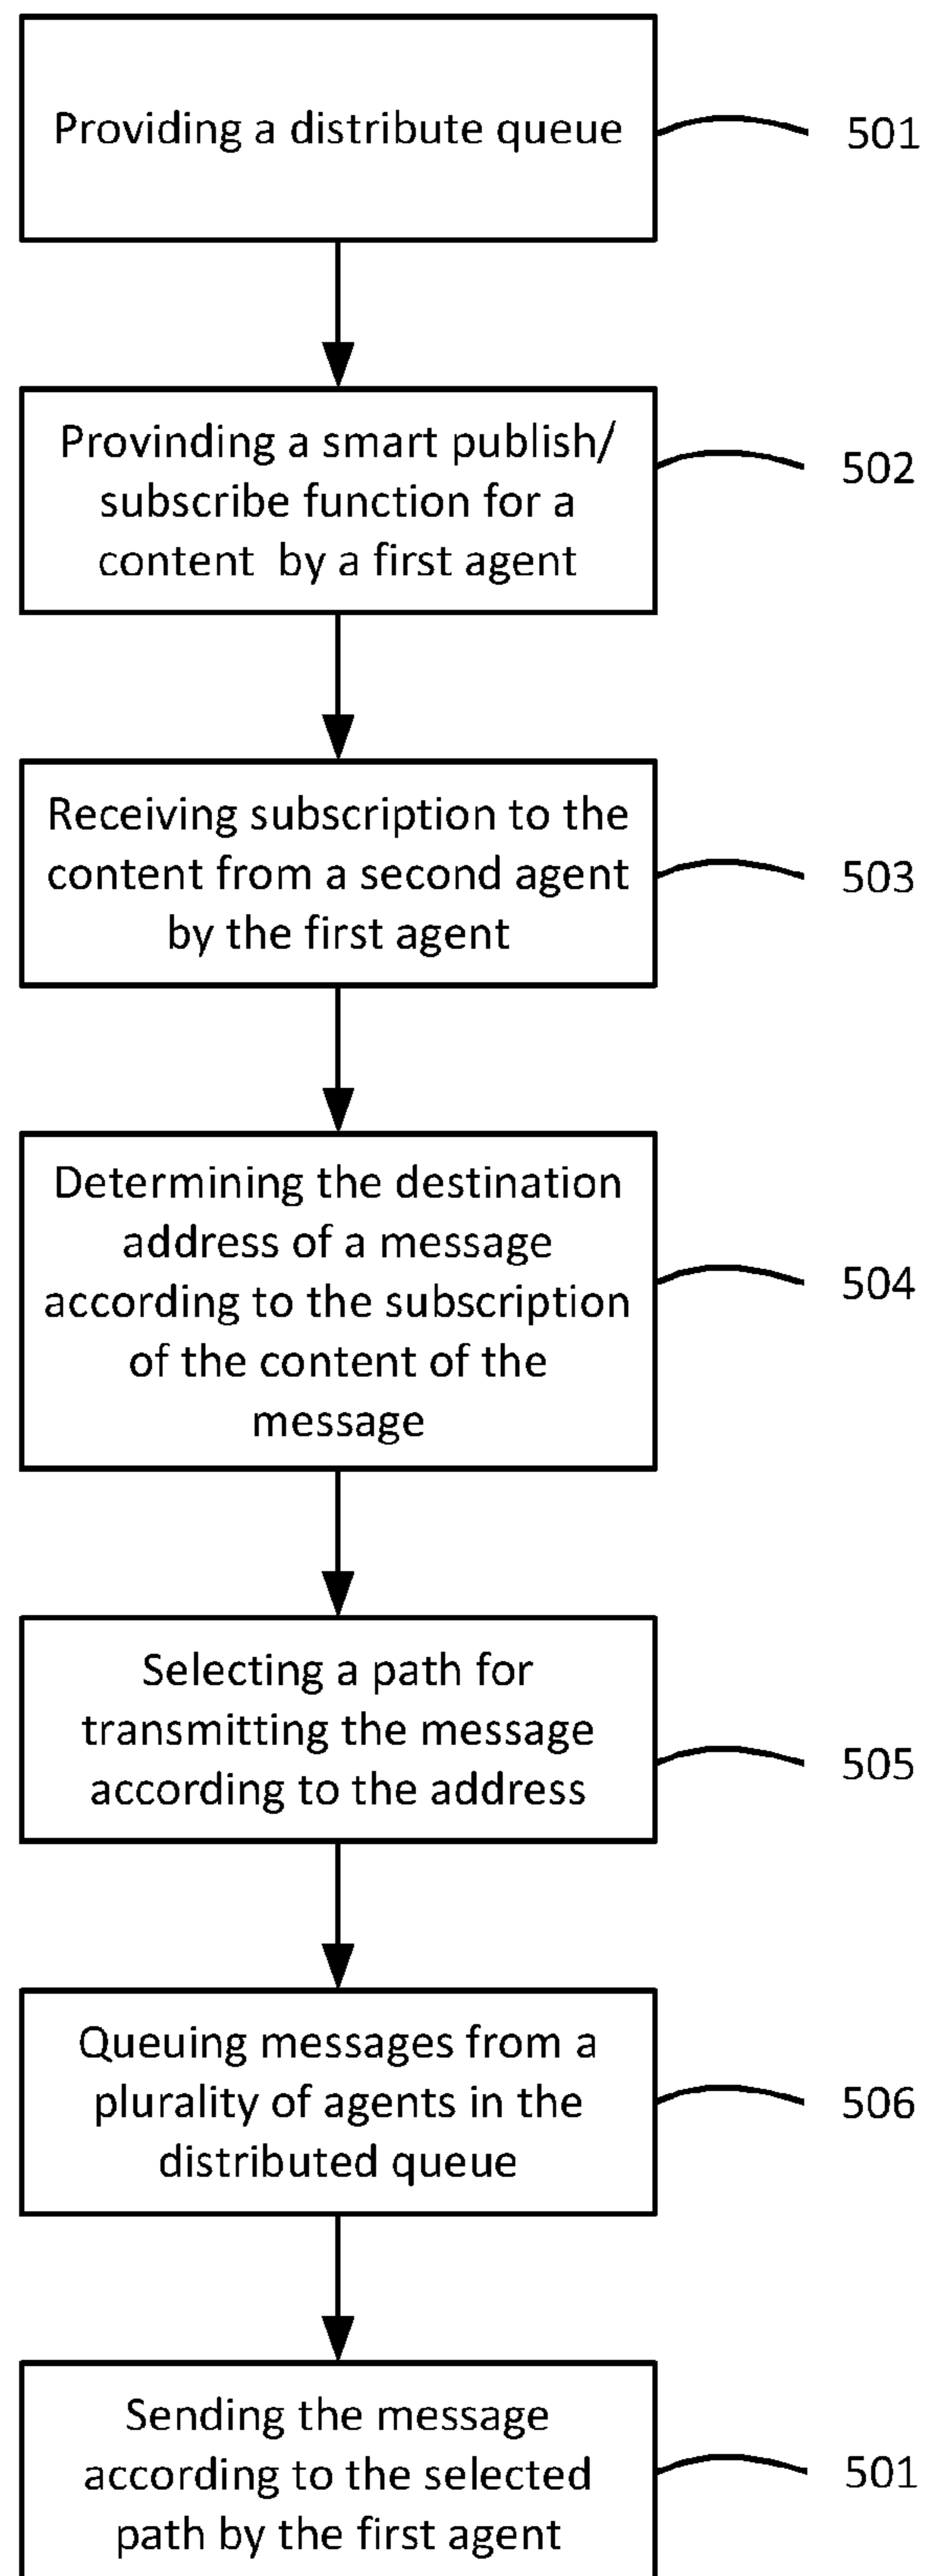 Providing a distribute queue
501
Provinding a smart publish/
subscribe function for a
content by a first agent
502
Receiving subscription to the
content from a second agent
by the first agent
503
Determining the destination
address of a message
according to the subscription
of the content of the
message
504
Selecting a path for
transmitting the message
according to the address
505
Queuing messages from a
plurality of agents in the
distributed queue
506
Sending the message
according to the selected
path by the first agent
501